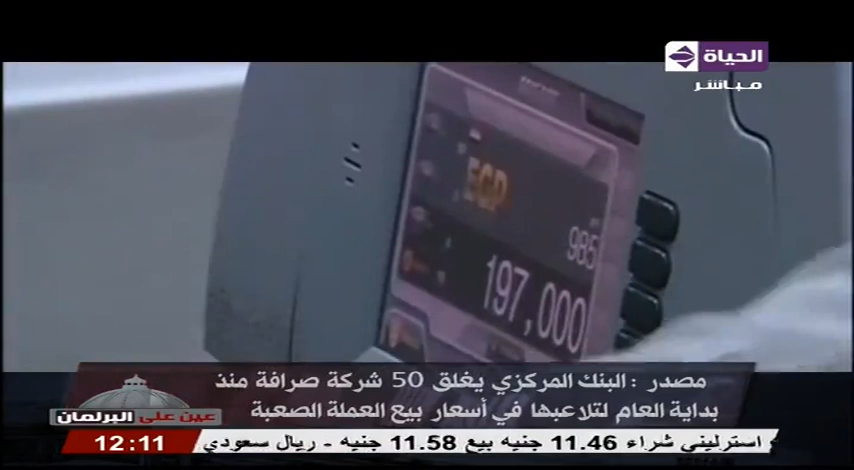 الحياة
مباشر
EGP
985
197,000
مصدر : البنك المركزي يغلق 50 شركة صرافة منذ
بداية العام لتلاعبها في أسعار بيع العملة الصعبة
عين على البرلمان
12:11
استرليني شراء 11.46 جنيه بيع 11.58 جنيه - ريال سعودي